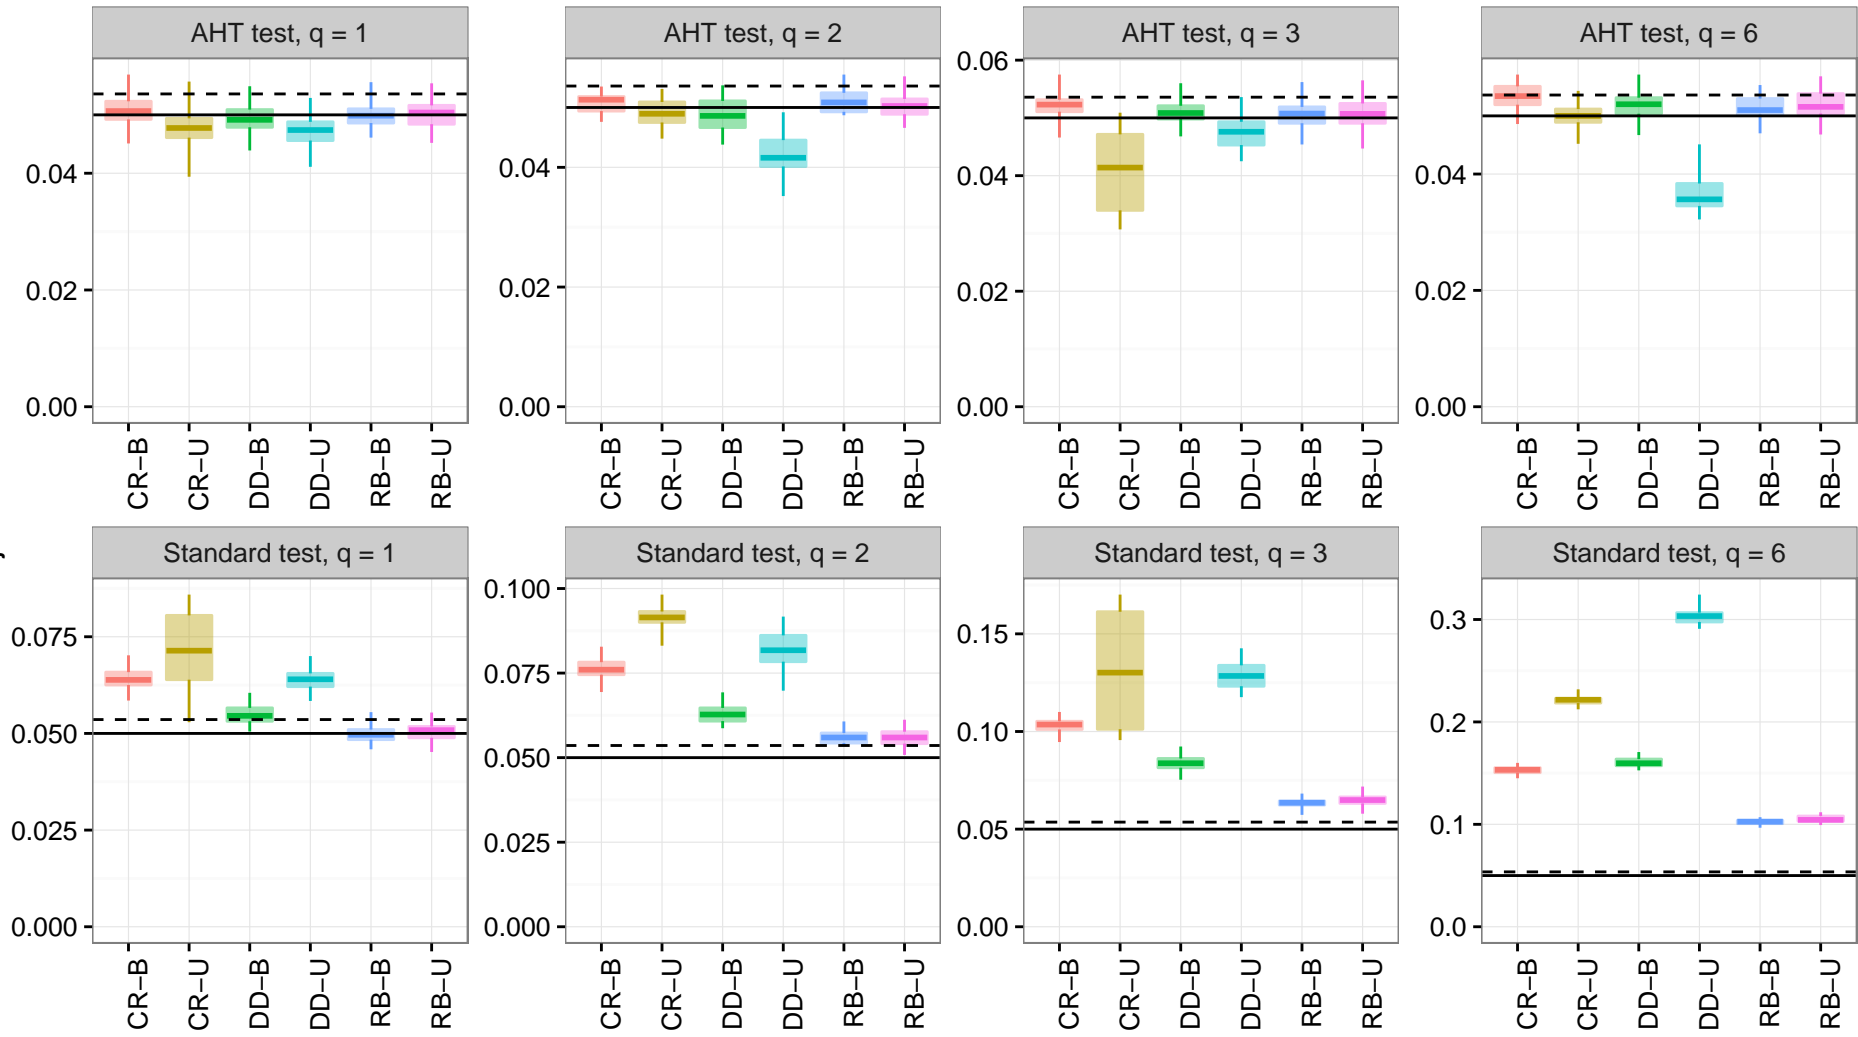 AHT test, q = 1
AHT test, q = 2
AHT test, q = 3
AHT test, q = 6
0.04
0.02
0.00
0.04
0.02
0.00
0.06
0.04
0.02
0.00
0.04
0.02
0.00
CR−B
CR−U
DD−B
DD−U
RB−B
RB−U
CR−B
CR−U
DD−B
DD−U
RB−B
RB−U
CR−B
CR−U
DD−B
DD−U
RB−B
RB−U
CR−B
CR−U
DD−B
DD−U
RB−B
RB−U
Standard test, q = 1
Standard test, q = 2
Standard test, q = 3
Standard test, q = 6
0.075
0.050
0.025
0.000
0.100
0.075
0.050
0.025
0.000
0.15
0.10
0.05
0.00
0.3
0.2
0.1
0.0
CR−B
CR−U
DD−B
DD−U
RB−B
RB−U
CR−B
CR−U
DD−B
DD−U
RB−B
RB−U
CR−B
CR−U
DD−B
DD−U
RB−B
RB−U
CR−B
CR−U
DD−B
DD−U
RB−B
RB−U